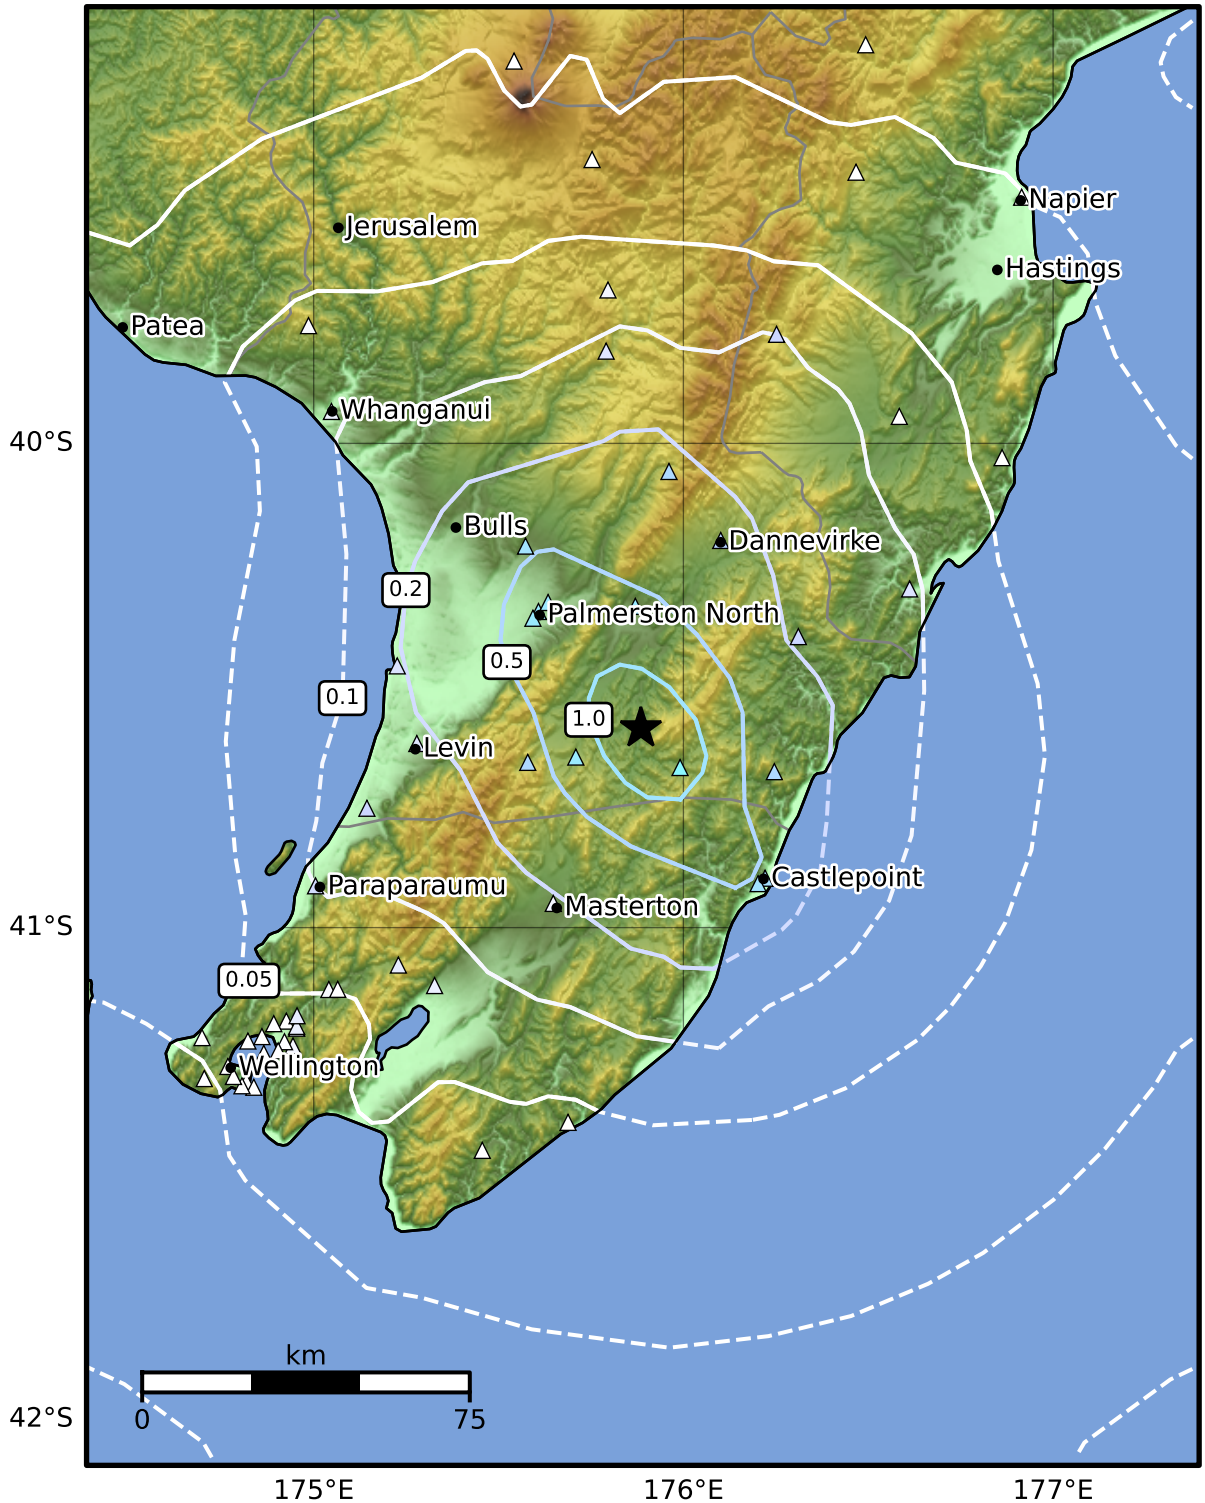 Napier
Jerusalem
Hastings
Patea
Whanganui
40°S
Bulls
Dannevirke
0.2
Palmerston North
0.5
0.1
1.0
Levin
Castlepoint
Paraparaumu
Masterton
41°S
0.05
Wellington
km
0
75
42°S
175°E
176°E
177°E